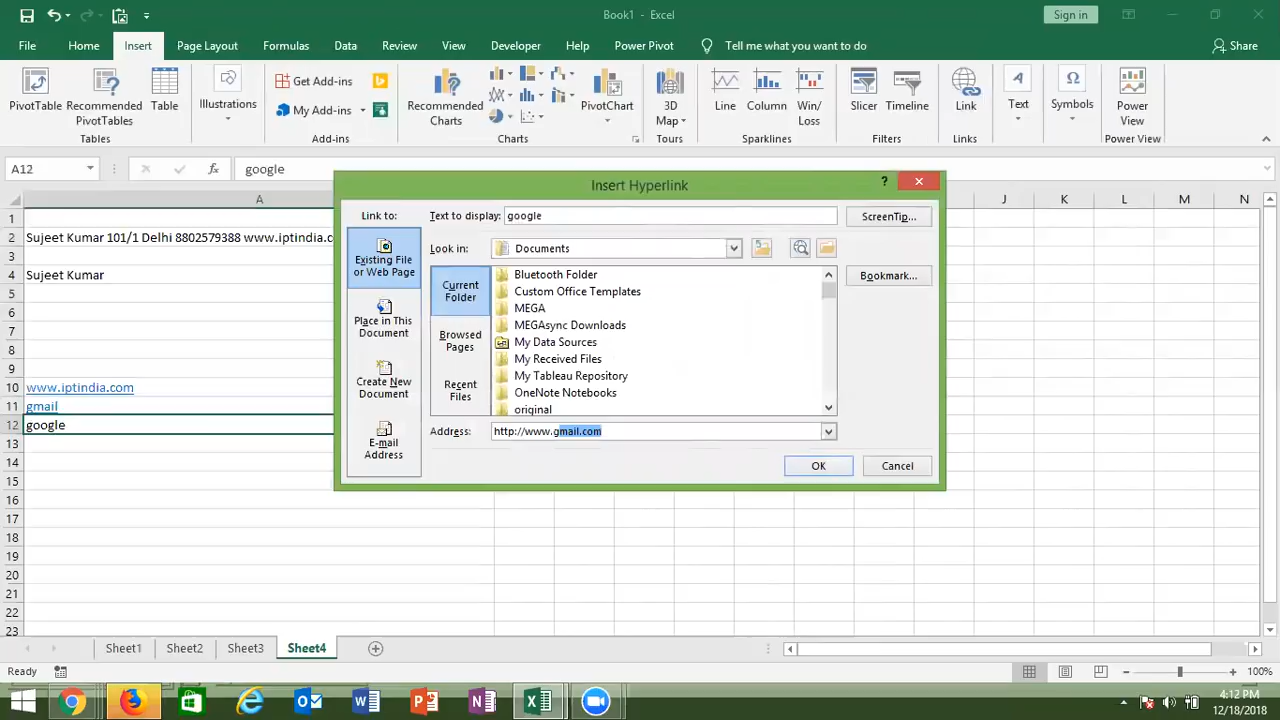 Book1 - Excel
Sign in
File Home Insert Page Layout Formulas Data Review View Developer Help Power Pivot Tell me what you want to do Share
PivotTable Recommended PivotTables Table
Tables
Illustrations
Get Add-ins
My Add-ins
Add-ins
Recommended Charts
PivotChart
Charts
3D Map
Tours
Line Column Win/Loss
Sparklines
Slicer Timeline
Filters
Link
Links
Text
Symbols
Power View
Power View
A12 fx google
A J K L M N
1
2 Sujeet Kumar 101/1 Delhi 8802579388 www.iptindia.c
3
4 Sujeet Kumar
5
6
7
8
9
10 www.iptindia.com
11 gmail
12 google
13
14
15
16
17
18
19
20
21
22
23
Insert Hyperlink ?
Link to: Text to display: google ScreenTip...
Existing File or Web Page
Place in This Document
Create New Document
E-mail Address
Look in: Documents
Bookmark...
Current Folder
Browsed Pages
Recent Files
Bluetooth Folder
Custom Office Templates
MEGA
MEGAsync Downloads
My Data Sources
My Received Files
My Tableau Repository
OneNote Notebooks
original
Address: http://www.gmail.com
OK Cancel
Sheet1 Sheet2 Sheet3 Sheet4
Ready 100%
4:12 PM
12/18/2018